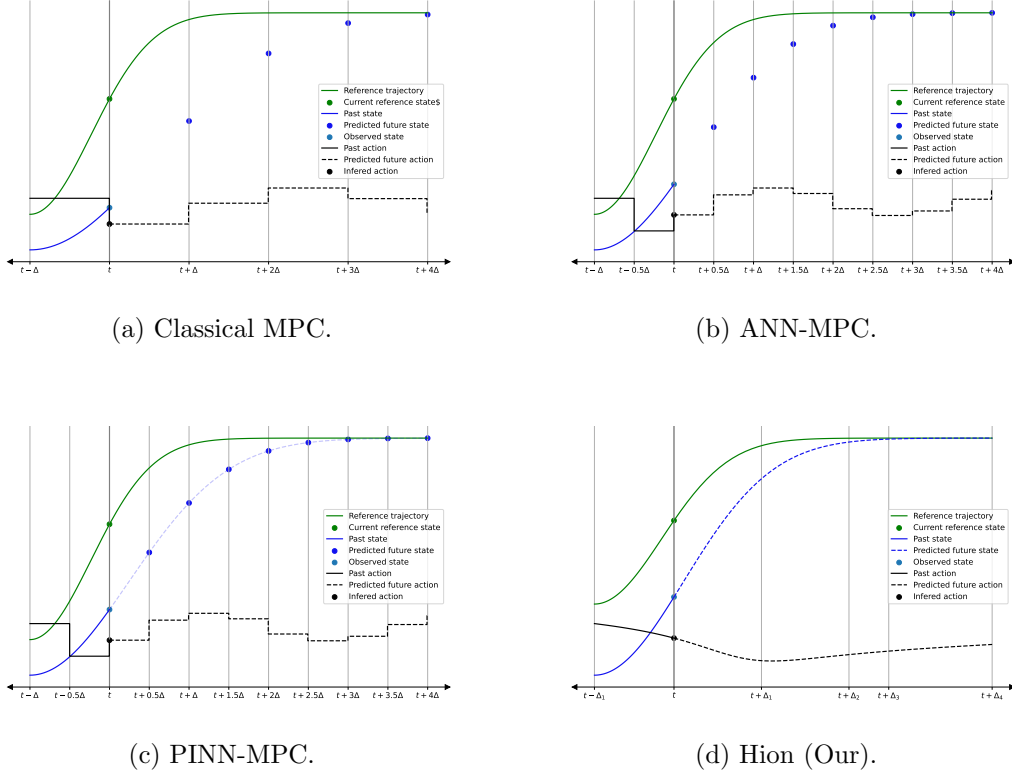 Reference trajectory
Current reference state$
Past state
Predicted future state
Observed state
Past action
Predicted future action
Infered action
t − Δ t t + Δ t + 2Δ t + 3Δ t + 4Δ
(a) Classical MPC.
Reference trajectory
Current reference state
Past state
Predicted future state
Observed state
Past action
Predicted future action
Infered action
t − Δ t − 0.5Δ t t + 0.5Δ t + Δ t + 1.5Δ t + 2Δ t + 2.5Δ t + 3Δ t + 3.5Δ t + 4Δ
(b) ANN-MPC.
Reference trajectory
Current reference state
Past state
Predicted future state
Observed state
Past action
Predicted future action
Infered action
t − Δ t − 0.5Δ t t + 0.5Δ t + Δ t + 1.5Δ t + 2Δ t + 2.5Δ t + 3Δ t + 3.5Δ t + 4Δ
(c) PINN-MPC.
Reference trajectory
Current reference state
Past state
Predicted future state
Observed state
Past action
Predicted future action
Infered action
t − Δ₁ t t + Δ₁ t + Δ₂ t + Δ₃ t + Δ₄
(d) Hion (Our).